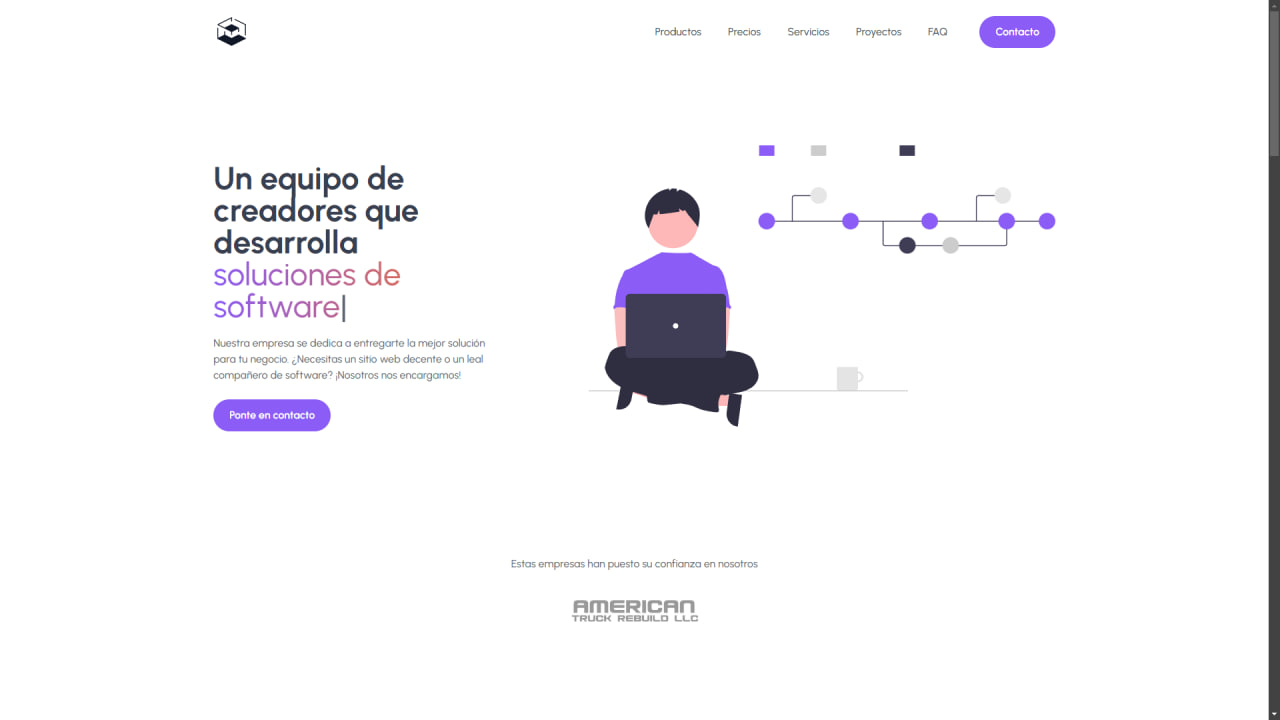 Productos Precios Servicios Proyectos FAQ Contacto
Un equipo de
creadores que
desarrolla
soluciones de
software|
Nuestra empresa se dedica a entregarte la mejor solución
para tu negocio. ¿Necesitas un sitio web decente o un leal
compañero de software? ¡Nosotros nos encargamos!
Ponte en contacto
Estas empresas han puesto su confianza en nosotros
AMERICAN
TRUCK REBUILD LLC